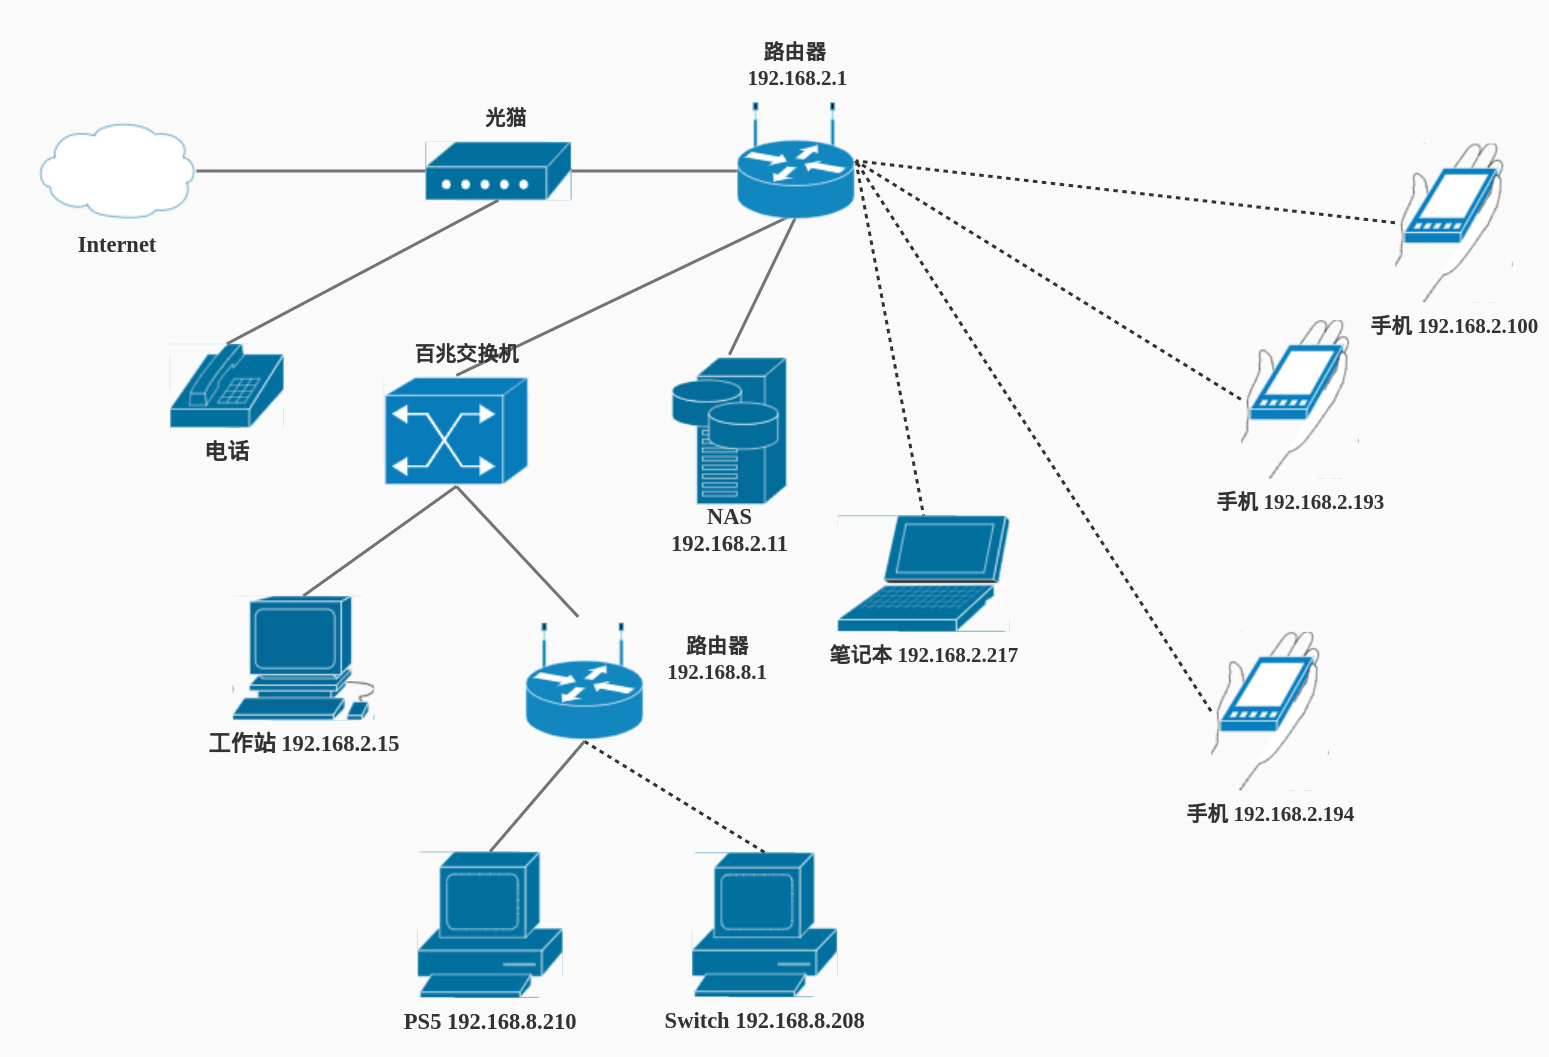 路由器
192.168.2.1
光猫
Internet
手机 192.168.2.100
百兆交换机
电话
手机 192.168.2.193
NAS
192.168.2.11
路由器
192.168.8.1
笔记本 192.168.2.217
工作站 192.168.2.15
手机 192.168.2.194
PS5 192.168.8.210
Switch 192.168.8.208